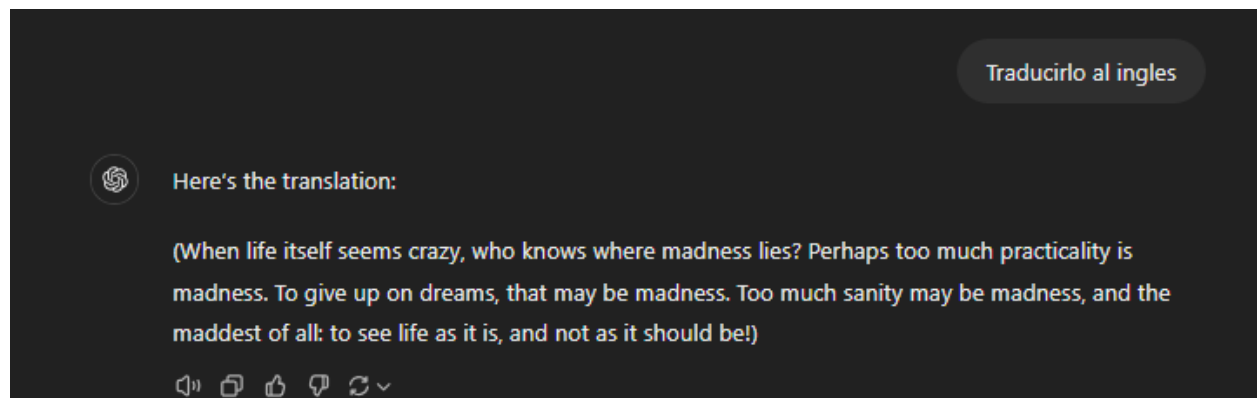 Traducirlo al ingles
Here's the translation:
(When life itself seems crazy, who knows where madness lies? Perhaps too much practicality is
madness. To give up on dreams, that may be madness. Too much sanity may be madness, and the
maddest of all: to see life as it is, and not as it should be!)